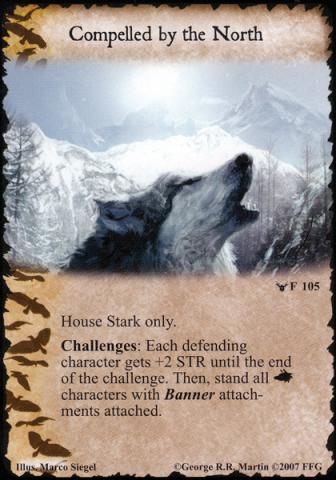 Compelled by the North
F 105
House Stark only.
Challenges: Each defending
character gets +2 STR until the end
of the challenge. Then, stand all
characters with Banner attach-
ments attached.
Illus. Marco Siegel ©George R.R. Martin ©2007 FFG